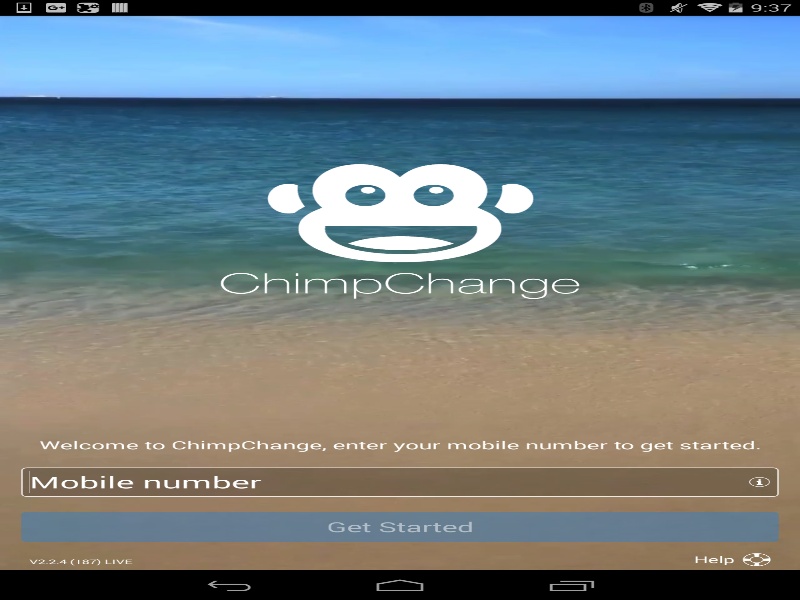 9:37
ChimpChange
Welcome to ChimpChange, enter your mobile number to get started.
Mobile number
Get Started
V2.2.4 (187) LIVE
Help